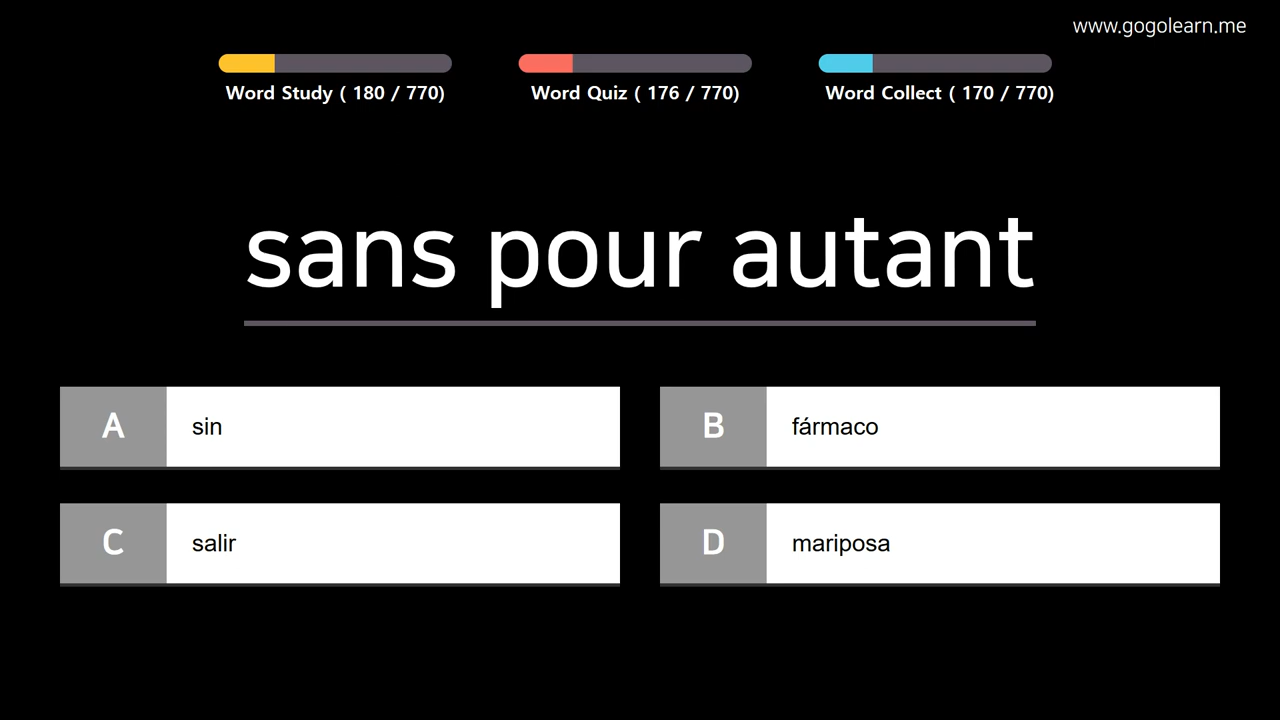 www.gogolearn.me
Word Study ( 180 / 770)
Word Quiz ( 176 / 770)
Word Collect ( 170 / 770)
sans pour autant
A sin
B fármaco
C salir
D mariposa